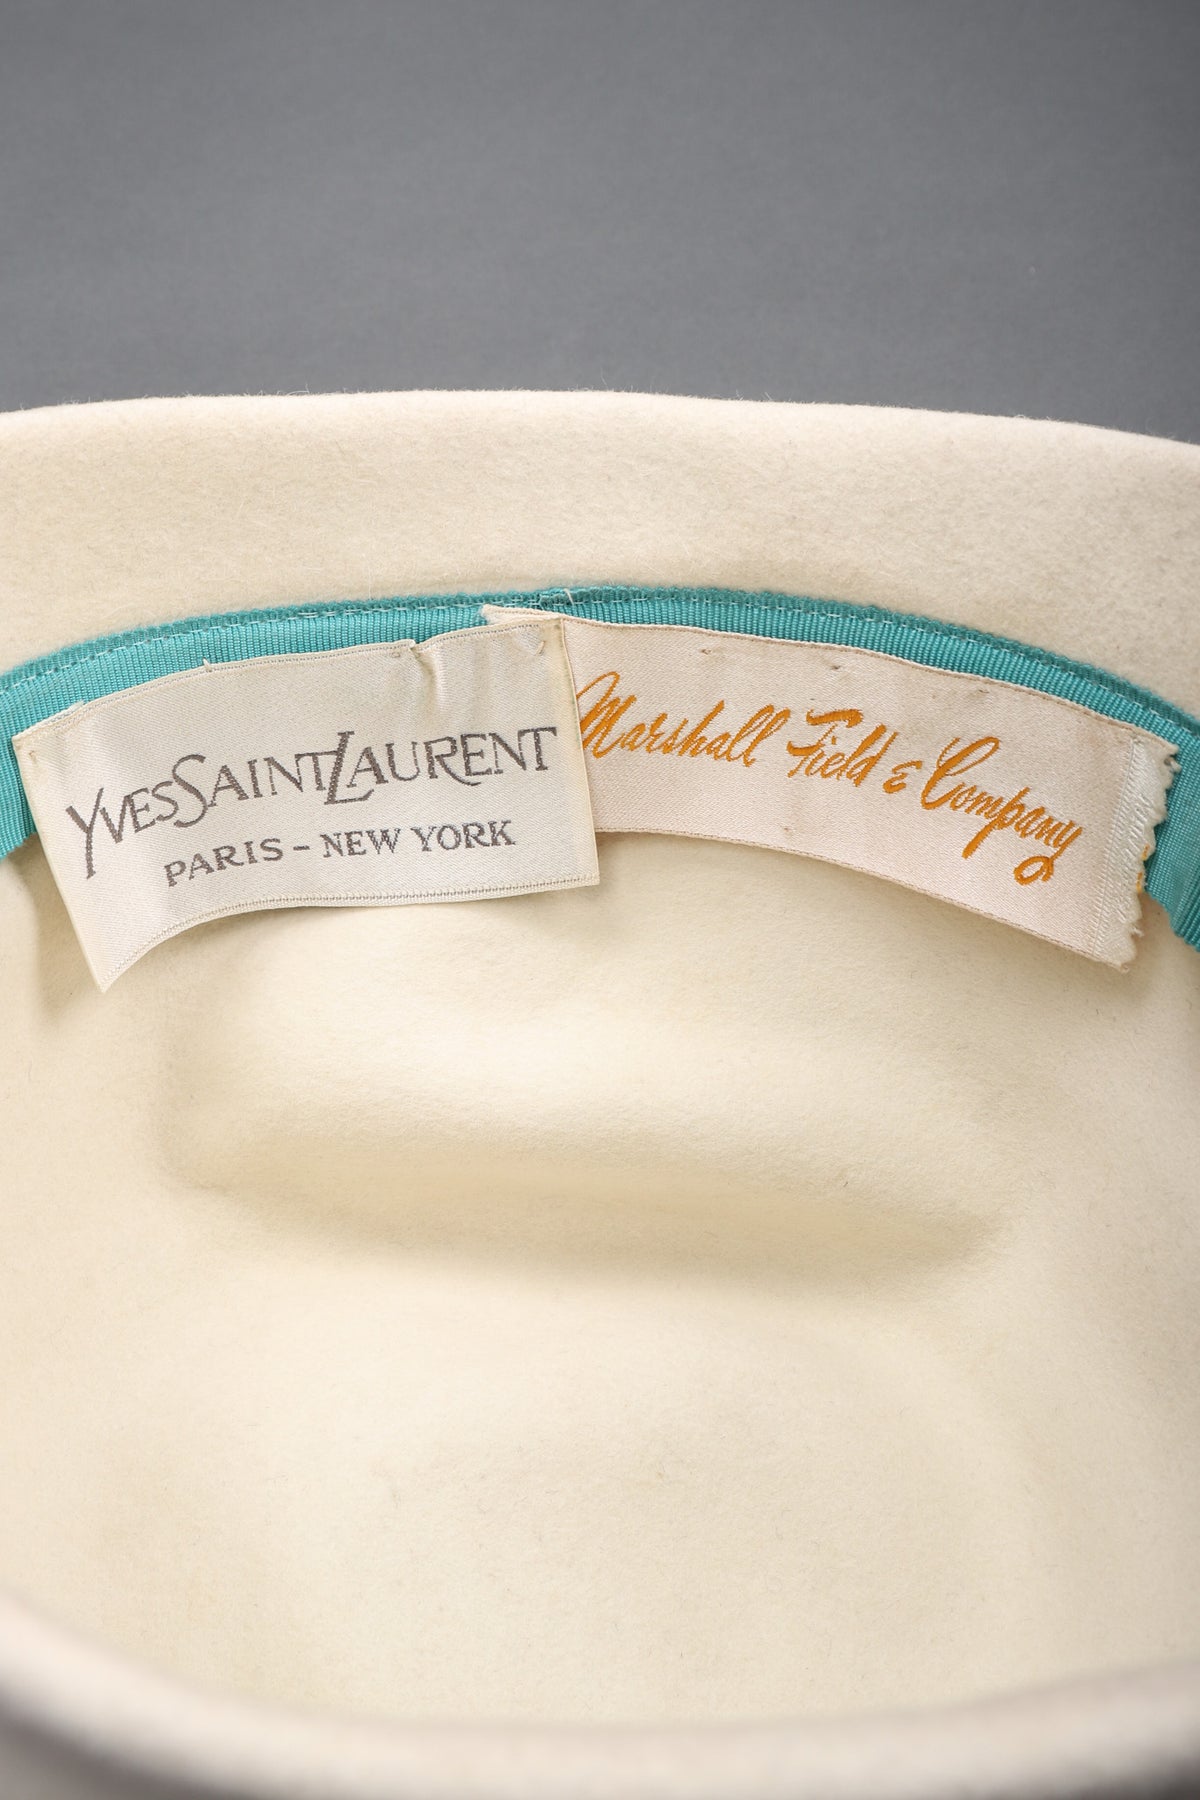 YVESSAINTLAURENT
PARIS - NEW YORK
Marshall Field & Company